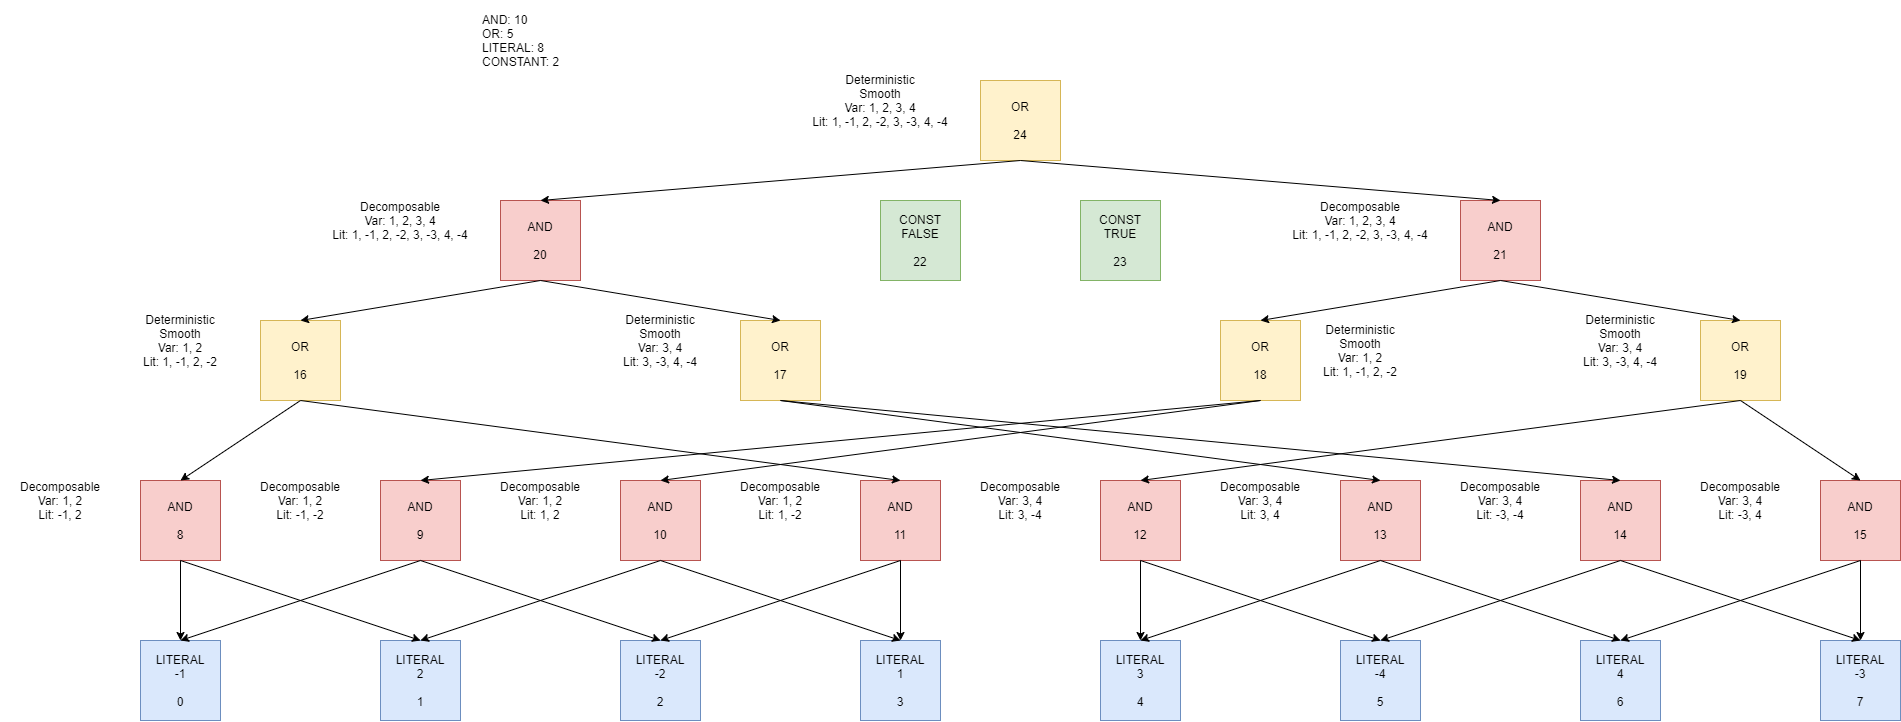 AND: 10
OR: 5
LITERAL: 8
CONSTANT: 2
Deterministic
Smooth
Var: 1, 2, 3, 4
Lit: 1, -1, 2, -2, 3, -3, 4, -4
OR
24
Decomposable
Var: 1, 2, 3, 4
Lit: 1, -1, 2, -2, 3, -3, 4, -4
AND
20
CONST
FALSE
22
CONST
TRUE
23
Decomposable
Var: 1, 2, 3, 4
Lit: 1, -1, 2, -2, 3, -3, 4, -4
AND
21
Deterministic
Smooth
Var: 1, 2
Lit: 1, -1, 2, -2
OR
16
Deterministic
Smooth
Var: 3, 4
Lit: 3, -3, 4, -4
OR
17
OR
18
Deterministic
Smooth
Var: 1, 2
Lit: 1, -1, 2, -2
Deterministic
Smooth
Var: 3, 4
Lit: 3, -3, 4, -4
OR
19
Decomposable
Var: 1, 2
Lit: -1, 2
AND
8
Decomposable
Var: 1, 2
Lit: -1, -2
AND
9
Decomposable
Var: 1, 2
Lit: 1, 2
AND
10
Decomposable
Var: 1, 2
Lit: 1, -2
AND
11
Decomposable
Var: 3, 4
Lit: 3, -4
AND
12
Decomposable
Var: 3, 4
Lit: 3, 4
AND
13
Decomposable
Var: 3, 4
Lit: -3, -4
AND
14
Decomposable
Var: 3, 4
Lit: -3, 4
AND
15
LITERAL
-1
0
LITERAL
2
1
LITERAL
-2
2
LITERAL
1
3
LITERAL
3
4
LITERAL
-4
5
LITERAL
4
6
LITERAL
-3
7